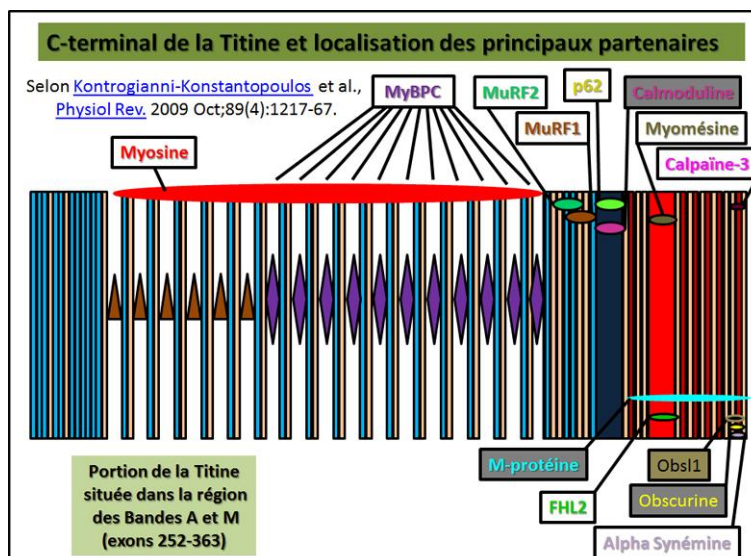 C-terminal de la Titine et localisation des principaux partenaires
Selon Kontrogianni-Konstantopoulos et al.,
Physiol Rev. 2009 Oct;89(4):1217-67.
MyBPC
MuRF2
p62
Calmoduline
MuRF1
Myomésine
Myosine
Calpaïne-3
M-protéine
Obsl1
Obscurine
FHL2
Alpha Synémine
Portion de la Titine
située dans la région
des Bandes A et M
(exons 252-363)